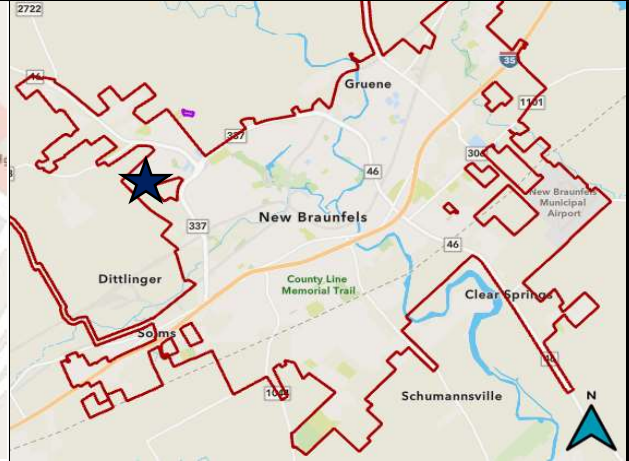 2722
35
46
Gruene
1101
337
306
46
New Braunfels
Municipal
Airport
New Braunfels
337
46
Dittlinger
County Line
Memorial Trail
Clear Springs
Solms
46
Schumannsville
N